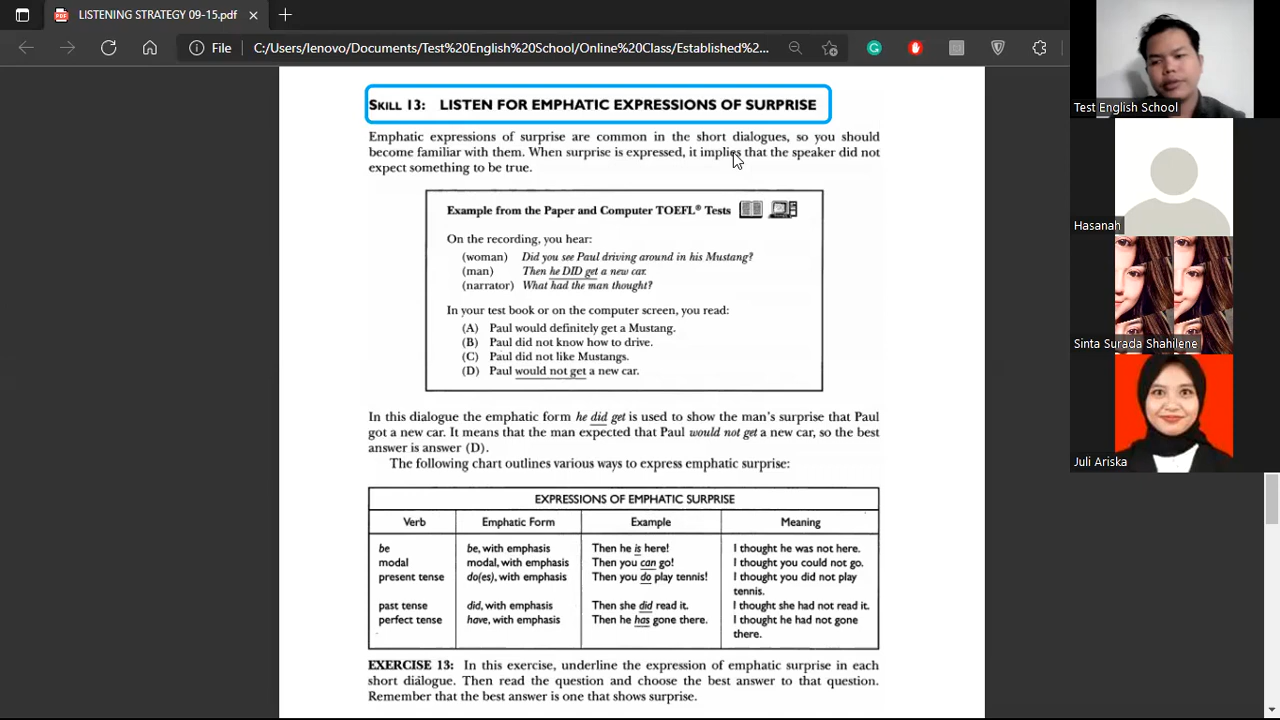 LISTENING STRATEGY 09-15.pdf
File C:/Users/lenovo/Documents/Test%20English%20School/Online%20Class/Established%2...
SKILL 13: LISTEN FOR EMPHATIC EXPRESSIONS OF SURPRISE
Emphatic expressions of surprise are common in the short dialogues, so you should
become familiar with them. When surprise is expressed, it implies that the speaker did not
expect something to be true.
Example from the Paper and Computer TOEFL® Tests
On the recording, you hear:
(woman) Did you see Paul driving around in his Mustang?
(man) Then he DID get a new car.
(narrator) What had the man thought?
In your test book or on the computer screen, you read:
(A) Paul would definitely get a Mustang.
(B) Paul did not know how to drive.
(C) Paul did not like Mustangs.
(D) Paul would not get a new car.
In this dialogue the emphatic form he did get is used to show the man's surprise that Paul
got a new car. It means that the man expected that Paul would not get a new car, so the best
answer is answer (D).
The following chart outlines various ways to express emphatic surprise:
EXPRESSIONS OF EMPHATIC SURPRISE
Verb Emphatic Form Example Meaning
be be, with emphasis Then he is here! I thought he was not here.
modal modal, with emphasis Then you can go! I thought you could not go.
present tense do(es), with emphasis Then you do play tennis! I thought you did not play
tennis.
past tense did, with emphasis Then she did read it. I thought she had not read it.
perfect tense have, with emphasis Then he has gone there. I thought he had not gone
there.
EXERCISE 13: In this exercise, underline the expression of emphatic surprise in each
short dialogue. Then read the question and choose the best answer to that question.
Remember that the best answer is one that shows surprise.
Test English School
Hasanah
Sinta Surada Shahilene
Juli Ariska